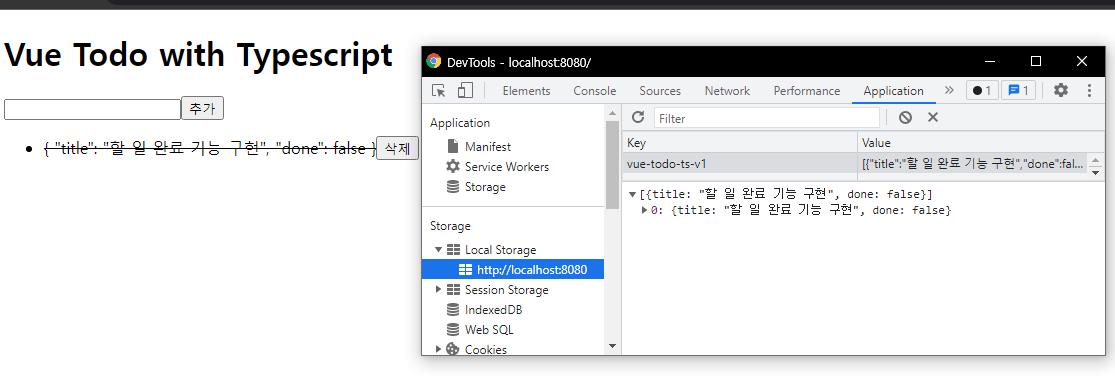 Vue Todo with Typescript
추가
{ "title": "할 일 완료 기능 구현", "done": false }
삭제
DevTools - localhost:8080/
Elements Console Sources Network Performance Application » 1 1
Application
Manifest
Service Workers
Storage
Storage
Local Storage
http://localhost:8080
Session Storage
IndexedDB
Web SQL
Cookies
Filter
Key Value
vue-todo-ts-v1 [{"title":"할 일 완료 기능 구현","done":fal...
[{title: "할 일 완료 기능 구현", done: false}]
0: {title: "할 일 완료 기능 구현", done: false}